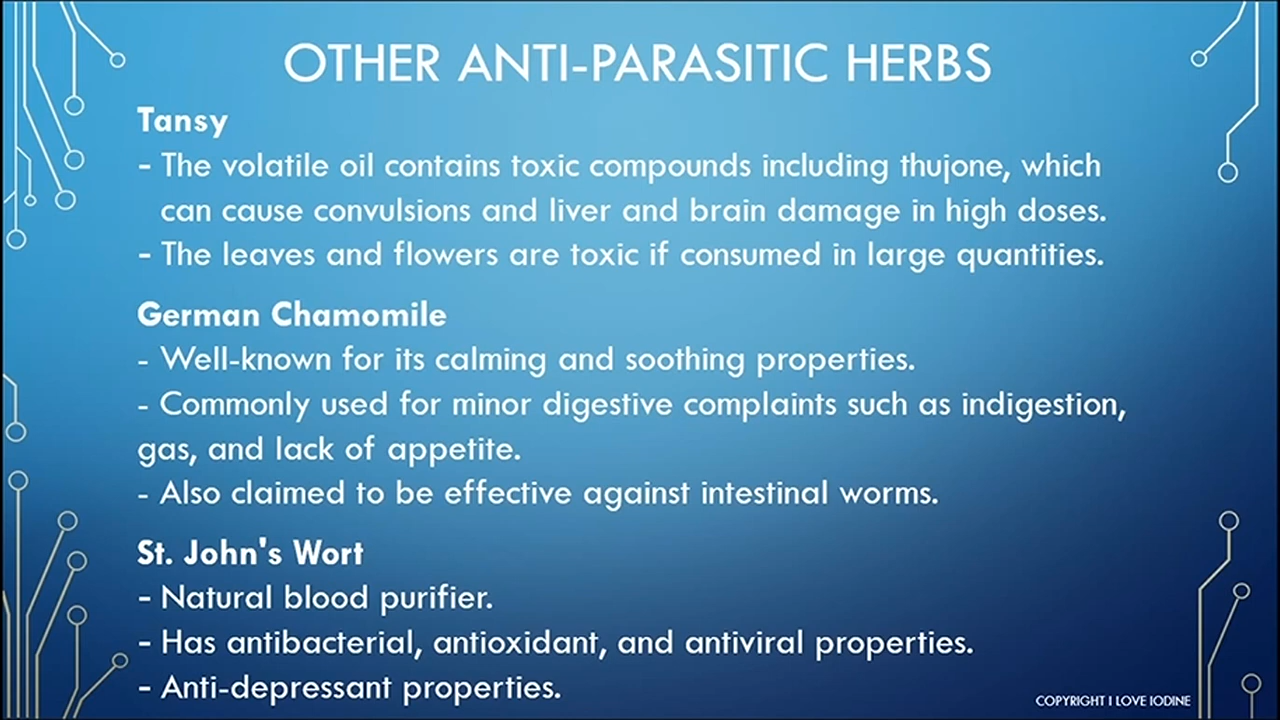 OTHER ANTI-PARASITIC HERBS
Tansy
- The volatile oil contains toxic compounds including thujone, which
can cause convulsions and liver and brain damage in high doses.
- The leaves and flowers are toxic if consumed in large quantities.
German Chamomile
- Well-known for its calming and soothing properties.
- Commonly used for minor digestive complaints such as indigestion,
gas, and lack of appetite.
- Also claimed to be effective against intestinal worms.
St. John's Wort
- Natural blood purifier.
- Has antibacterial, antioxidant, and antiviral properties.
- Anti-depressant properties.
COPYRIGHT I LOVE IODINE